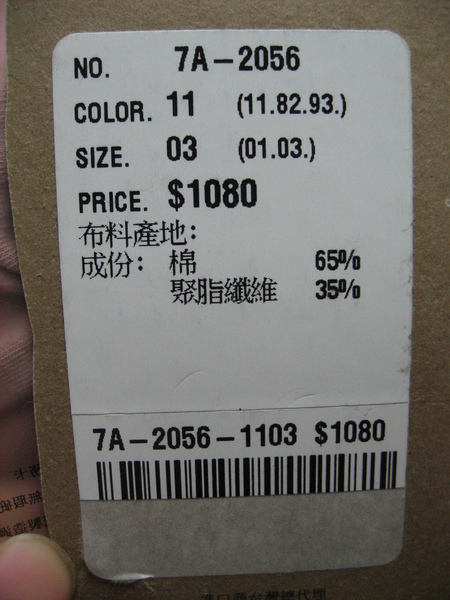 NO. 7A-2056
COLOR. 11 (11.82.93.)
SIZE. 03 (01.03.)
PRICE. $1080
布料產地:
成份: 棉 65%
聚脂纖維 35%
7A-2056-1103 $1080